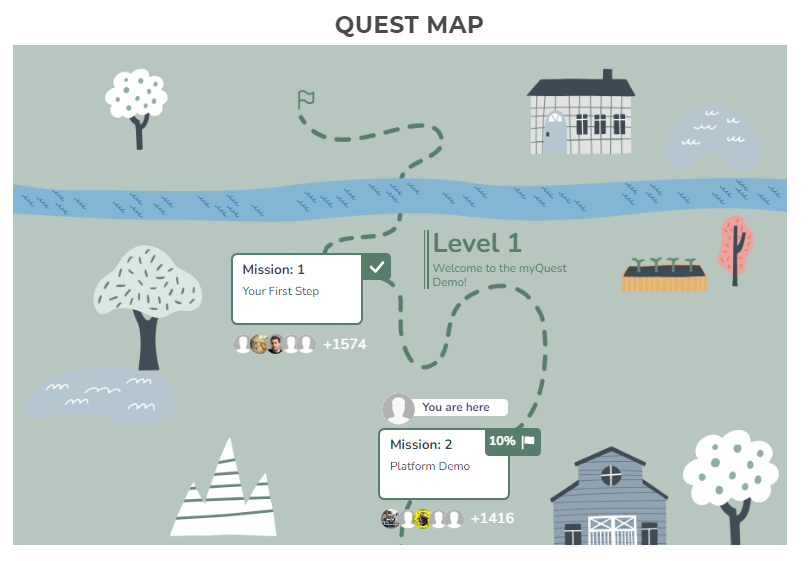 QUEST MAP
Level 1
Welcome to the myQuest
Demo!
Mission: 1
Your First Step
+1574
You are here
Mission: 2
10%
Platform Demo
+1416